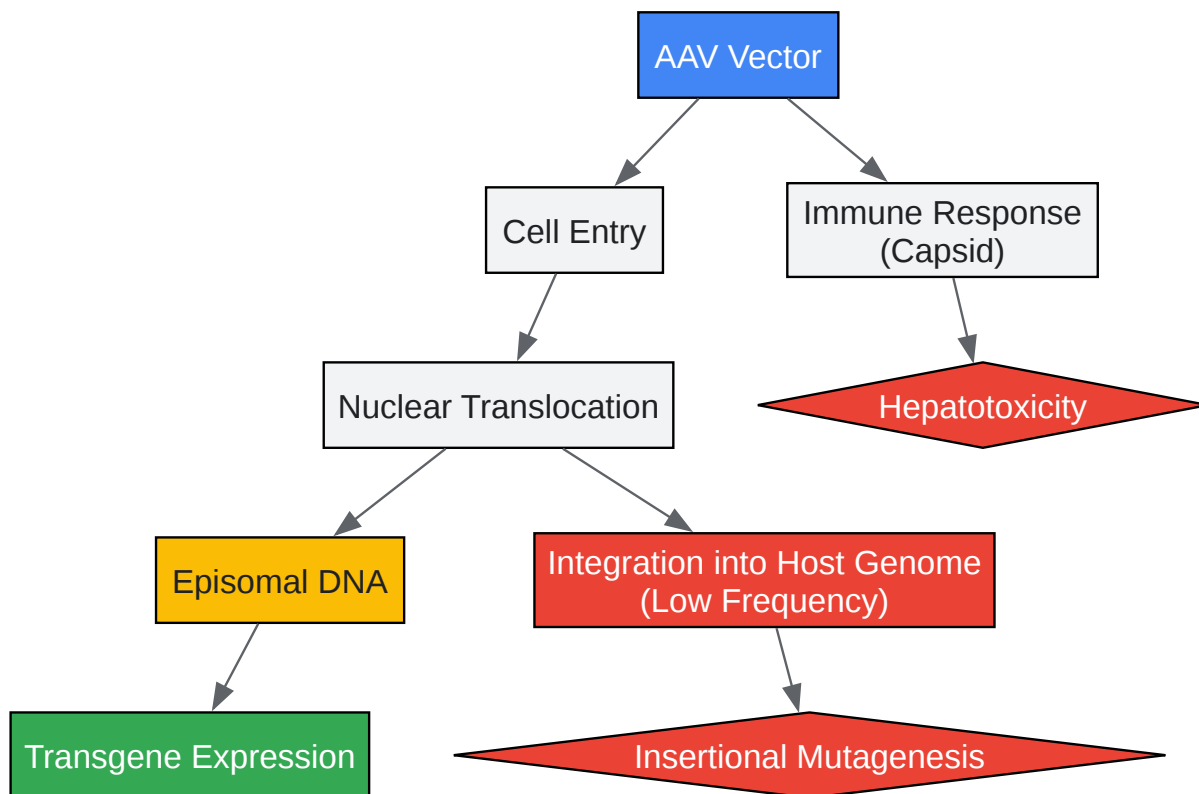 AAV Vector
Cell Entry
Immune Response
(Capsid)
Nuclear Translocation
Hepatotoxicity
Episomal DNA
Integration into Host Genome
(Low Frequency)
Transgene Expression
Insertional Mutagenesis